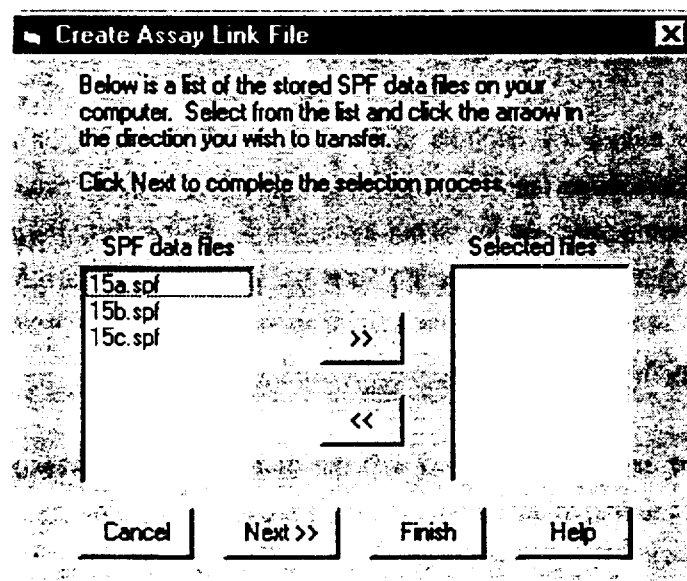 Create Assay Link File
Below is a list of the stored SPF data files on your
computer. Select from the list and click the arraow in
the direction you wish to transfer.
Click Next to complete the selection process.
SPF data files
Selected files
15a.spf
15b.spf
15c.spf
>>
<<
Cancel
Next >>
Finish
Help